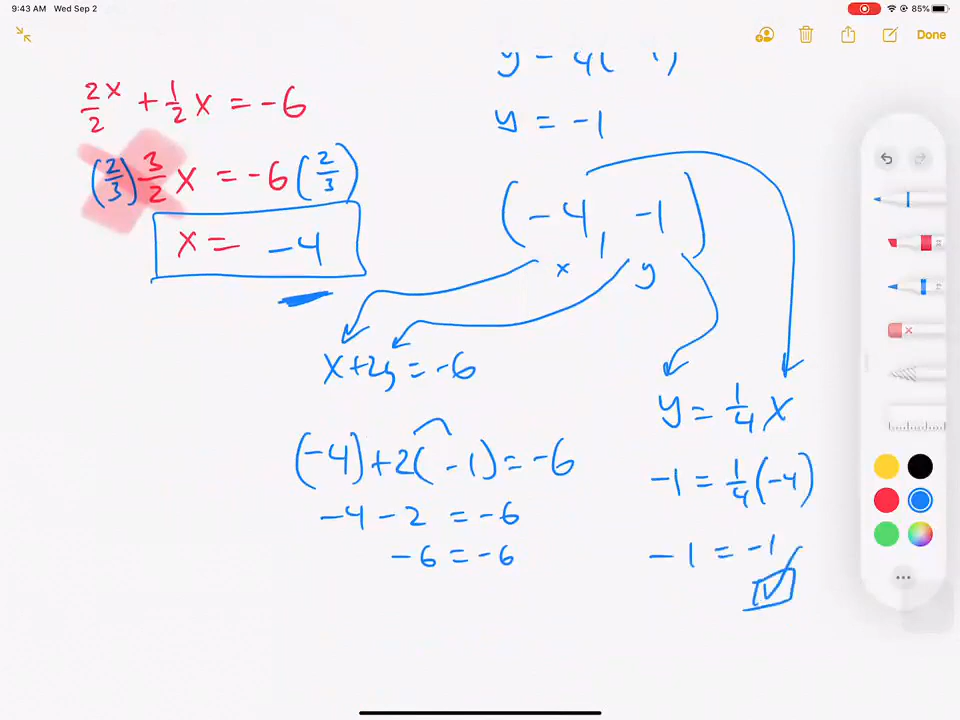 9:43 AM Wed Sep 2
85%
Done
2/2 x + 1/2 x = -6
(2/3) 3/2 x = -6 (2/3)
x = -4
y = -1
(-4, -1)
x y
x+2y = -6
(-4)+2(-1) = -6
-4 - 2 = -6
-6 = -6
y = 1/4 x
-1 = 1/4 (-4)
-1 = -1